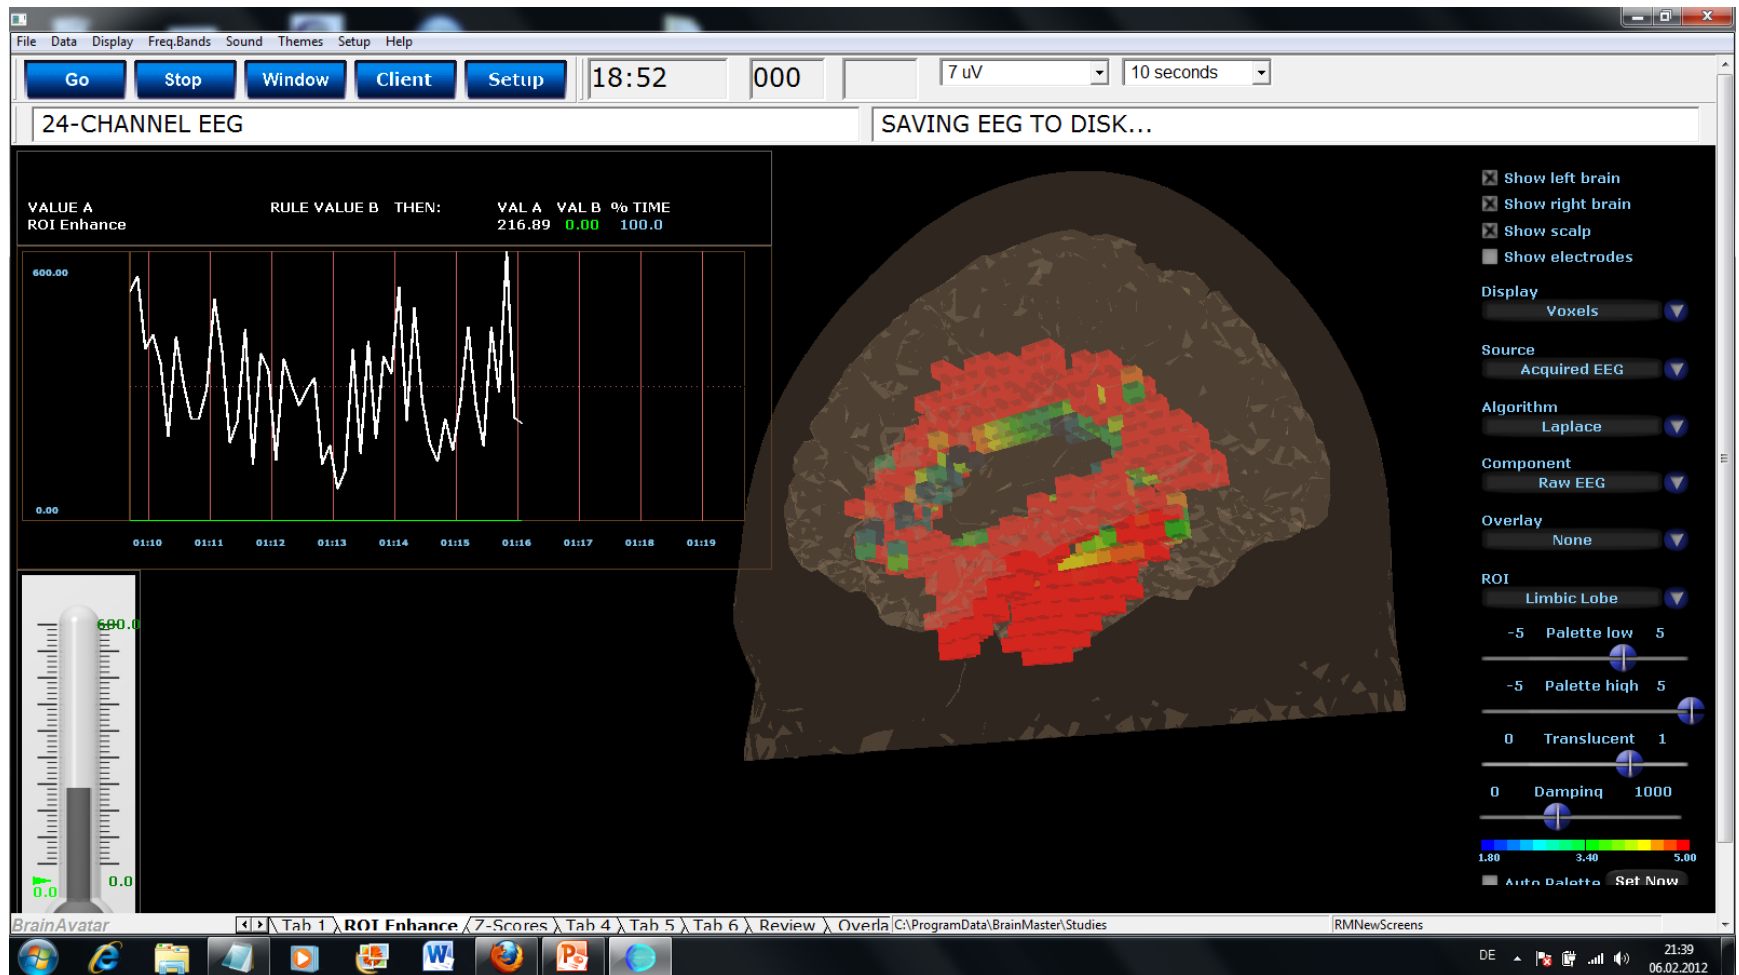 File Data Display Freq.Bands Sound Themes Setup Help
Go Stop Window Client Setup 18:52 000 7 uV 10 seconds
24-CHANNEL EEG SAVING EEG TO DISK...
VALUE A RULE VALUE B THEN: VAL A VAL B % TIME
ROI Enhance 216.89 0.00 100.0
600.00
0.00
01:10 01:11 01:12 01:13 01:14 01:15 01:16 01:17 01:18 01:19
600.0
0.0 0.0
Show left brain
Show right brain
Show scalp
Show electrodes
Display
Voxels
Source
Acquired EEG
Algorithm
Laplace
Component
Raw EEG
Overlay
None
ROI
Limbic Lobe
-5 Palette low 5
-5 Palette high 5
0 Translucent 1
0 Damping 1000
1.80 3.40 5.00
Auto Palette Set Now
BrainAvatar Tab 1 ROI Enhance Z-Scores Tab 4 Tab 5 Tab 6 Review Overla C:\ProgramData\BrainMaster\Studies RMNewScreens
DE 21:39
06.02.2012